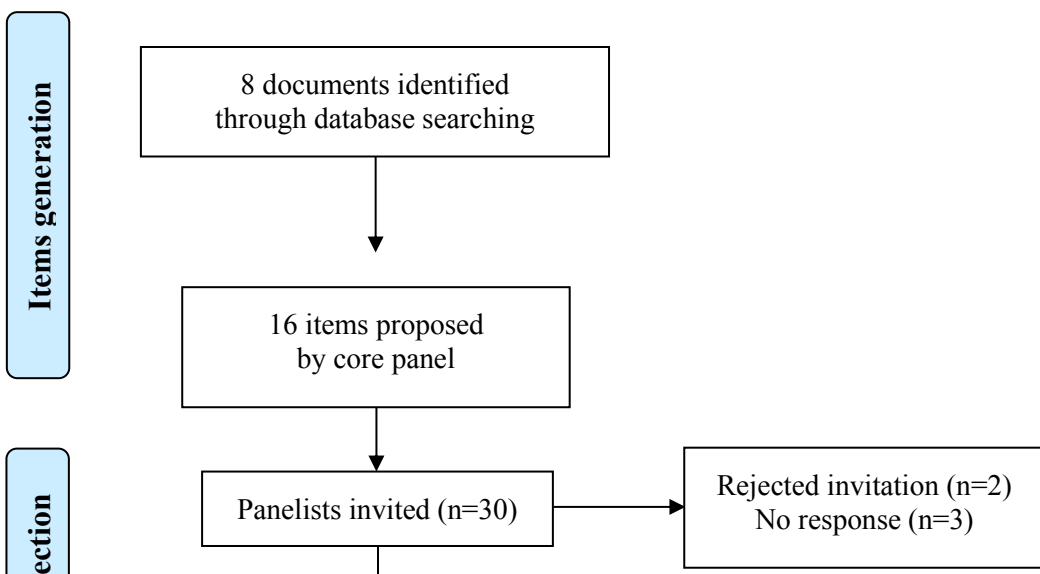 Items generation
8 documents identified
through database searching
16 items proposed
by core panel
Panelists invited (n=30)
Rejected invitation (n=2)
No response (n=3)